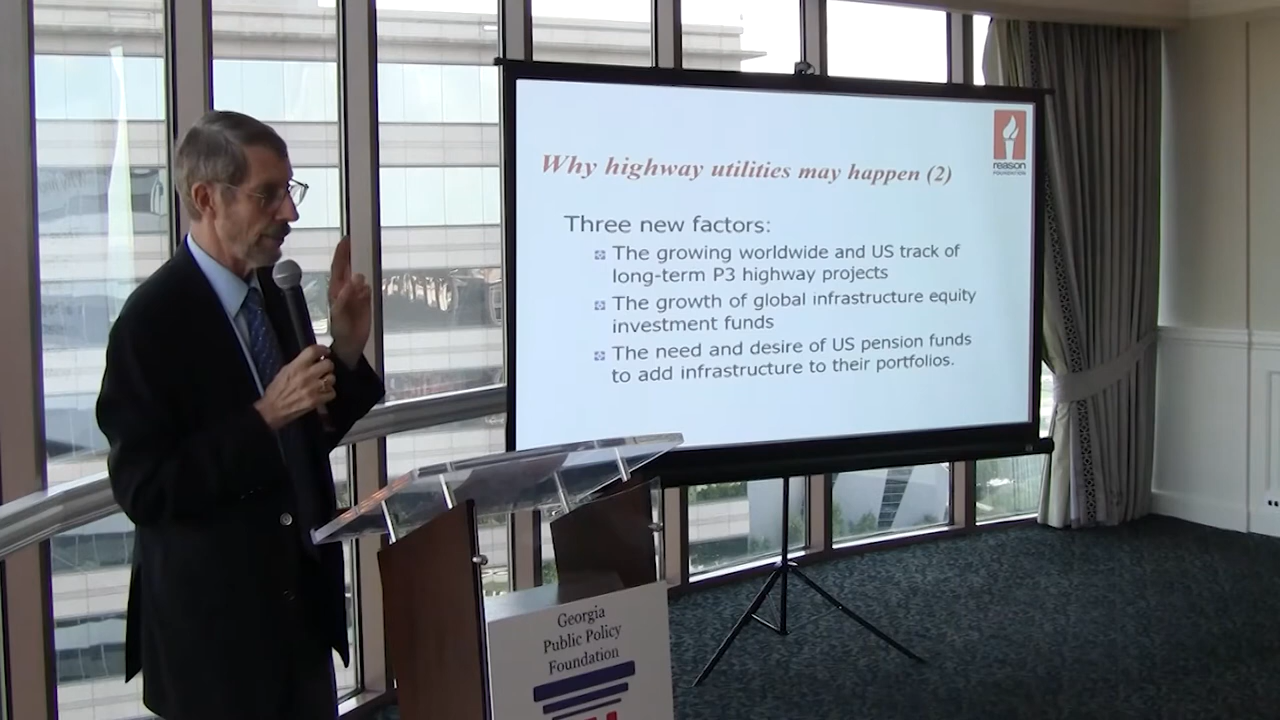 Why highway utilities may happen (2)
reason
FOUNDATION
Three new factors:
The growing worldwide and US track of
long-term P3 highway projects
The growth of global infrastructure equity
investment funds
The need and desire of US pension funds
to add infrastructure to their portfolios.
Georgia
Public Policy
Foundation